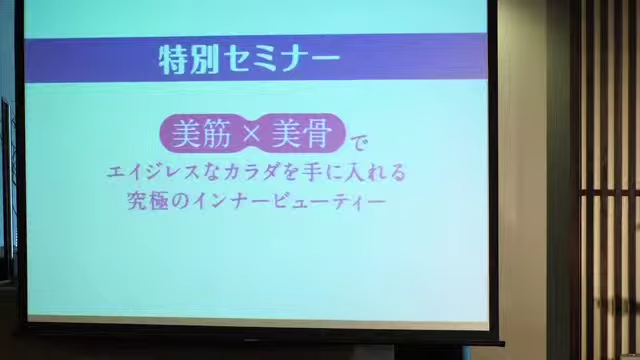 特別セミナー
美筋×美骨で
エイジレスなカラダを手に入れる
究極のインナービューティー